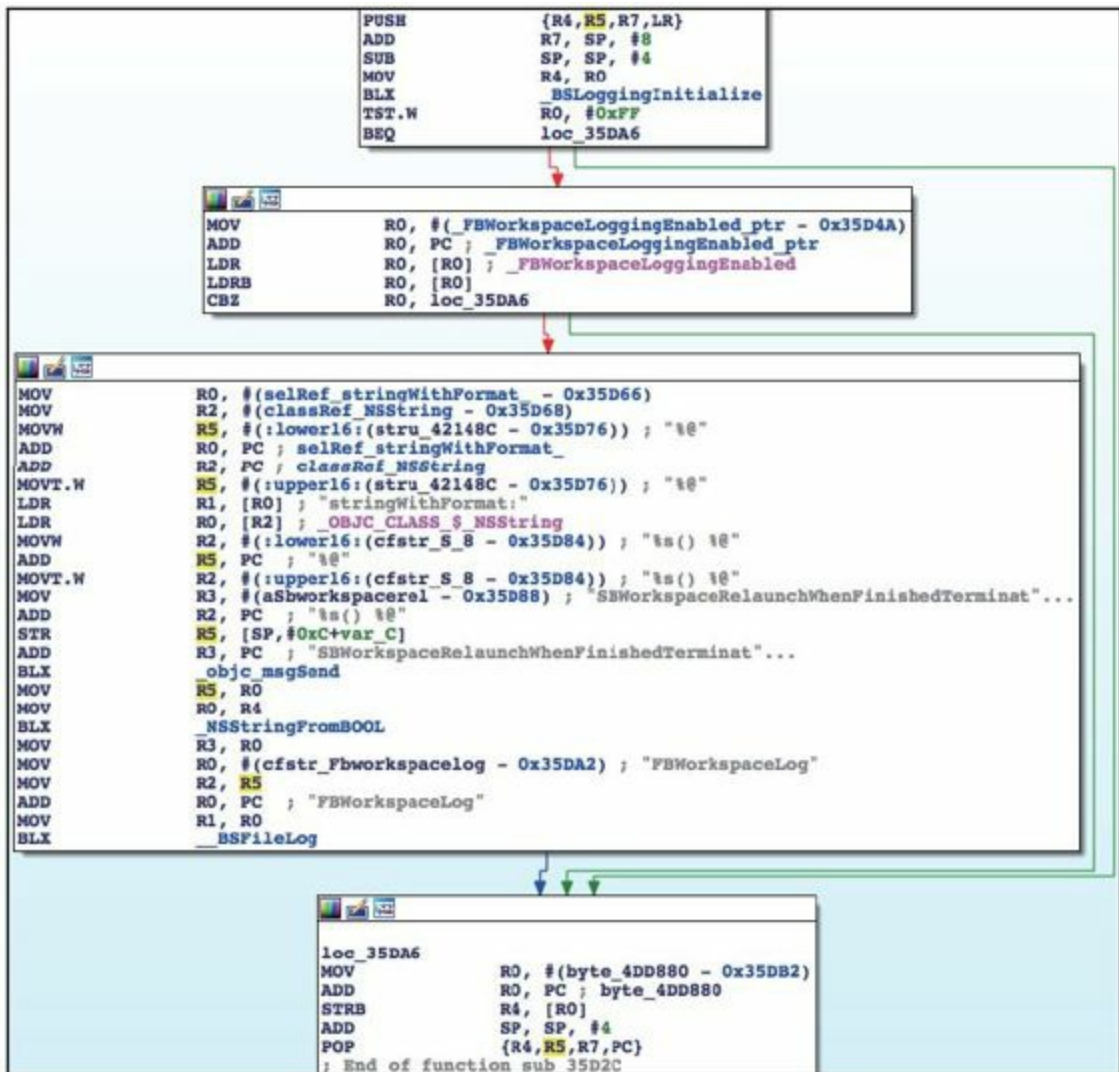 PUSH {R4,R5,R7,LR}
ADD R7, SP, #8
SUB SP, SP, #4
MOV R4, R0
BLX _BSLoggingInitialize
TST.W R0, #0xFF
BEQ loc_35DA6
MOV R0, #(_FBWorkspaceLoggingEnabled_ptr - 0x35D4A)
ADD R0, PC ; _FBWorkspaceLoggingEnabled_ptr
LDR R0, [R0] ; _FBWorkspaceLoggingEnabled
LDRB R0, [R0]
CBZ R0, loc_35DA6
MOV R0, #(selRef_stringWithFormat_ - 0x35D66)
MOV R2, #(classRef_NSString - 0x35D68)
MOVW R5, #(:lower16:(stru_42148C - 0x35D76)) ; "%@"
ADD R0, PC ; selRef_stringWithFormat_
ADD R2, PC ; classRef_NSString
MOVT.W R5, #(:upper16:(stru_42148C - 0x35D76)) ; "%@"
LDR R1, [R0] ; "stringWithFormat:"
LDR R0, [R2] ; _OBJC_CLASS_$_NSString
MOVW R2, #(:lower16:(cfstr_S_8 - 0x35D84)) ; "%s() %@"
ADD R5, PC ; "%@"
MOVT.W R2, #(:upper16:(cfstr_S_8 - 0x35D84)) ; "%s() %@"
MOV R3, #(aSbworkspacerel - 0x35D88) ; "SBWorkspaceRelaunchWhenFinishedTerminat"...
ADD R2, PC ; "%s() %@"
STR R5, [SP,#0xC+var_C]
ADD R3, PC ; "SBWorkspaceRelaunchWhenFinishedTerminat"...
BLX _objc_msgSend
MOV R5, R0
MOV R0, R4
BLX _NSStringFromBOOL
MOV R3, R0
MOV R0, #(cfstr_Fbworkspacelog - 0x35DA2) ; "FBWorkspaceLog"
MOV R2, R5
ADD R0, PC ; "FBWorkspaceLog"
MOV R1, R0
BLX __BSFileLog
loc_35DA6
MOV R0, #(byte_4DD880 - 0x35DB2)
ADD R0, PC ; byte_4DD880
STRB R4, [R0]
ADD SP, SP, #4
POP {R4,R5,R7,PC}
; End of function sub_35D2C